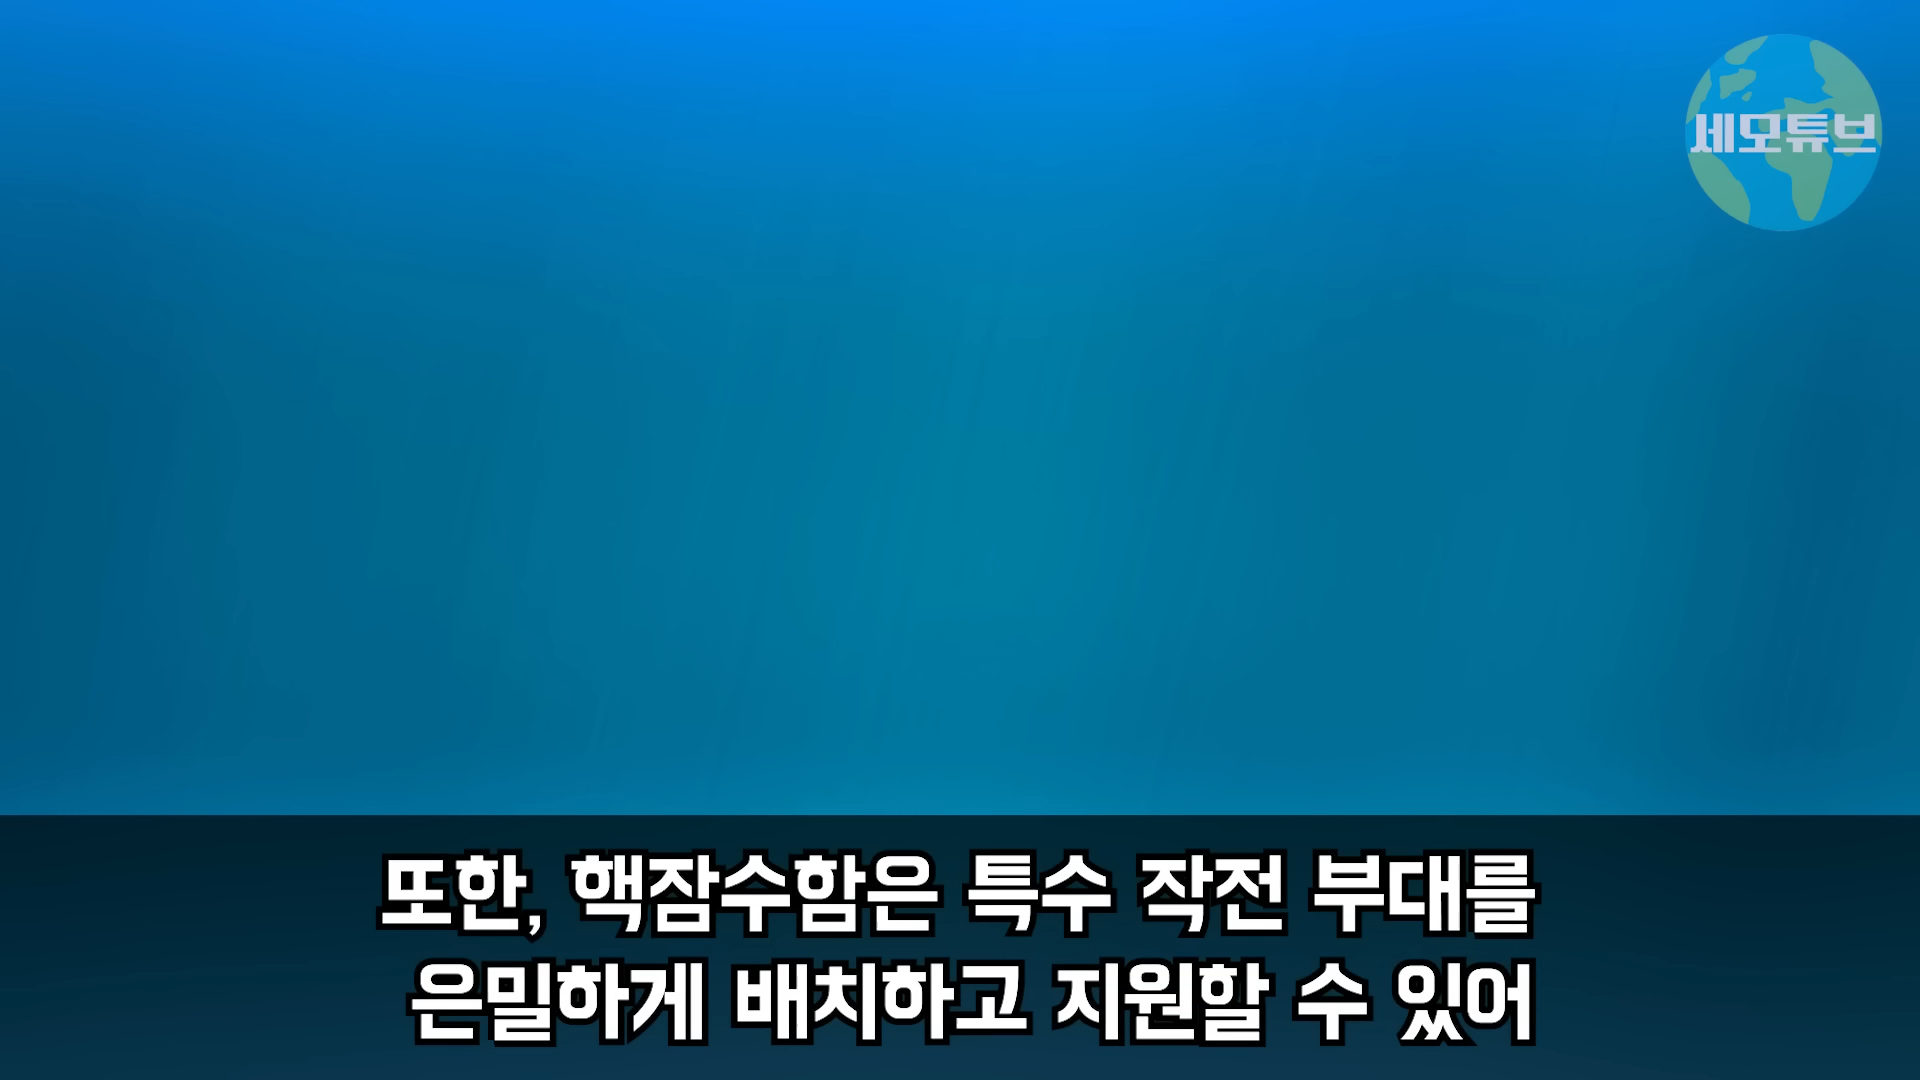 세모튜브
또한, 핵잠수함은 특수 작전 부대를
은밀하게 배치하고 지원할 수 있어